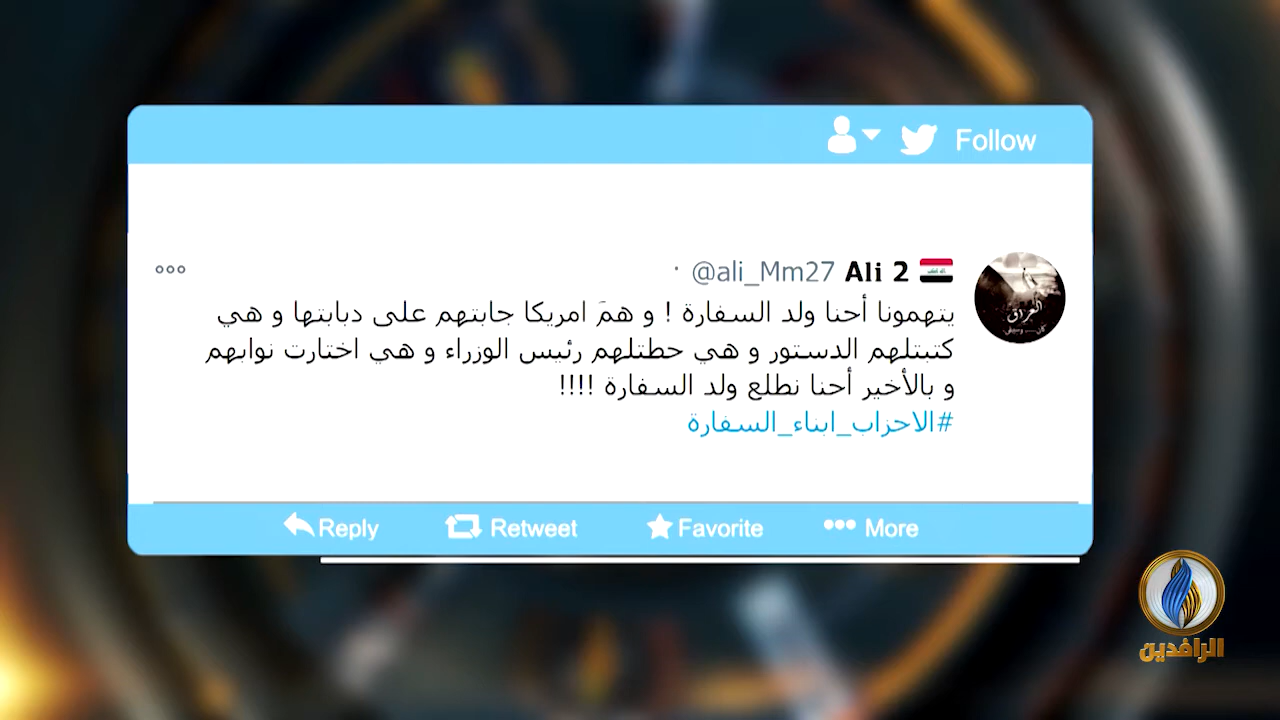 Follow
Ali 2 @ali_Mm27 ·
يتهمونا أحنا ولد السفارة ! و همَ امريكا جابتهم على دبابتها و هي
كتبتلهم الدستور و هي حطتلهم رئيس الوزراء و هي اختارت نوابهم
و بالأخير أحنا نطلع ولد السفارة !!!!
#الاحزاب_ابناء_السفارة
العراق
Reply Retweet Favorite More
الرافدين